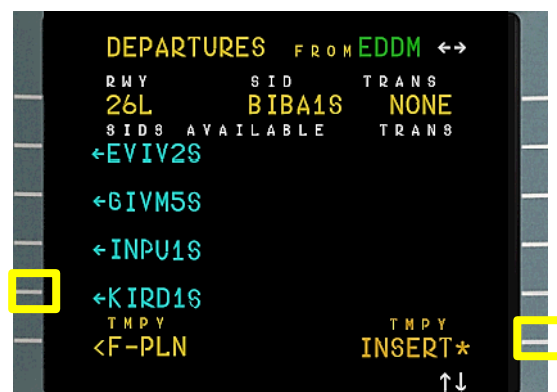 DEPARTURES FROM EDDM ←→
RWY SID TRANS
26L BIBA1S NONE
SIDS AVAILABLE TRANS
←EVIV2S
←GIVM5S
←INPU1S
←KIRD1S
TMPY TMPY
<F-PLN INSERT*
↑↓